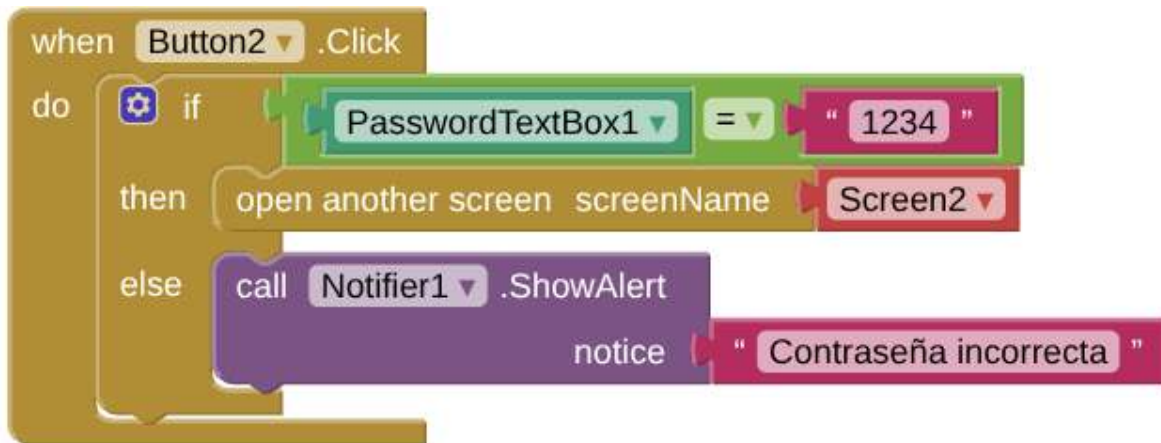 when Button2 .Click
do if PasswordTextBox1 = “ 1234 ”
then open another screen screenName Screen2
else call Notifier1 .ShowAlert
notice “ Contraseña incorrecta ”